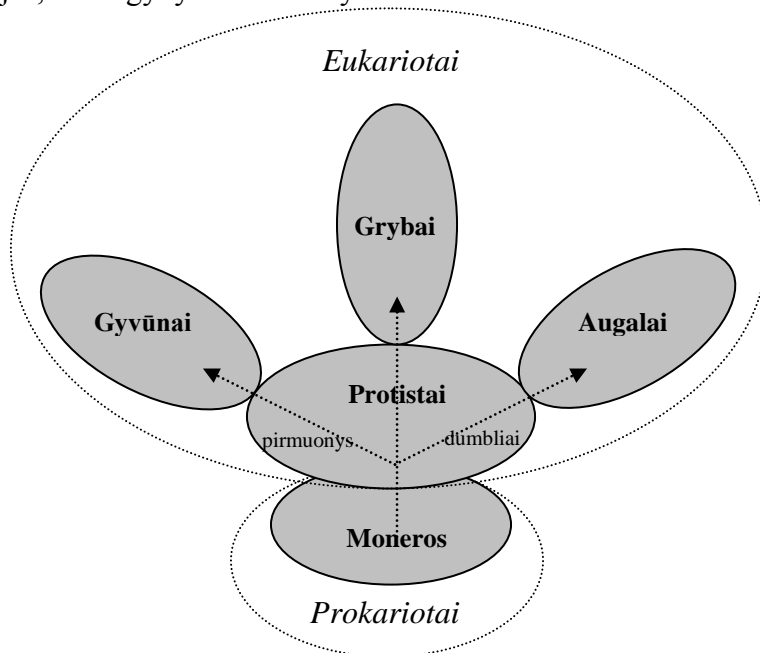 Eukariotai
Grybai
Gyvūnai
Augalai
Protistai
pirmuonys
dumbliai
Moneros
Prokariotai